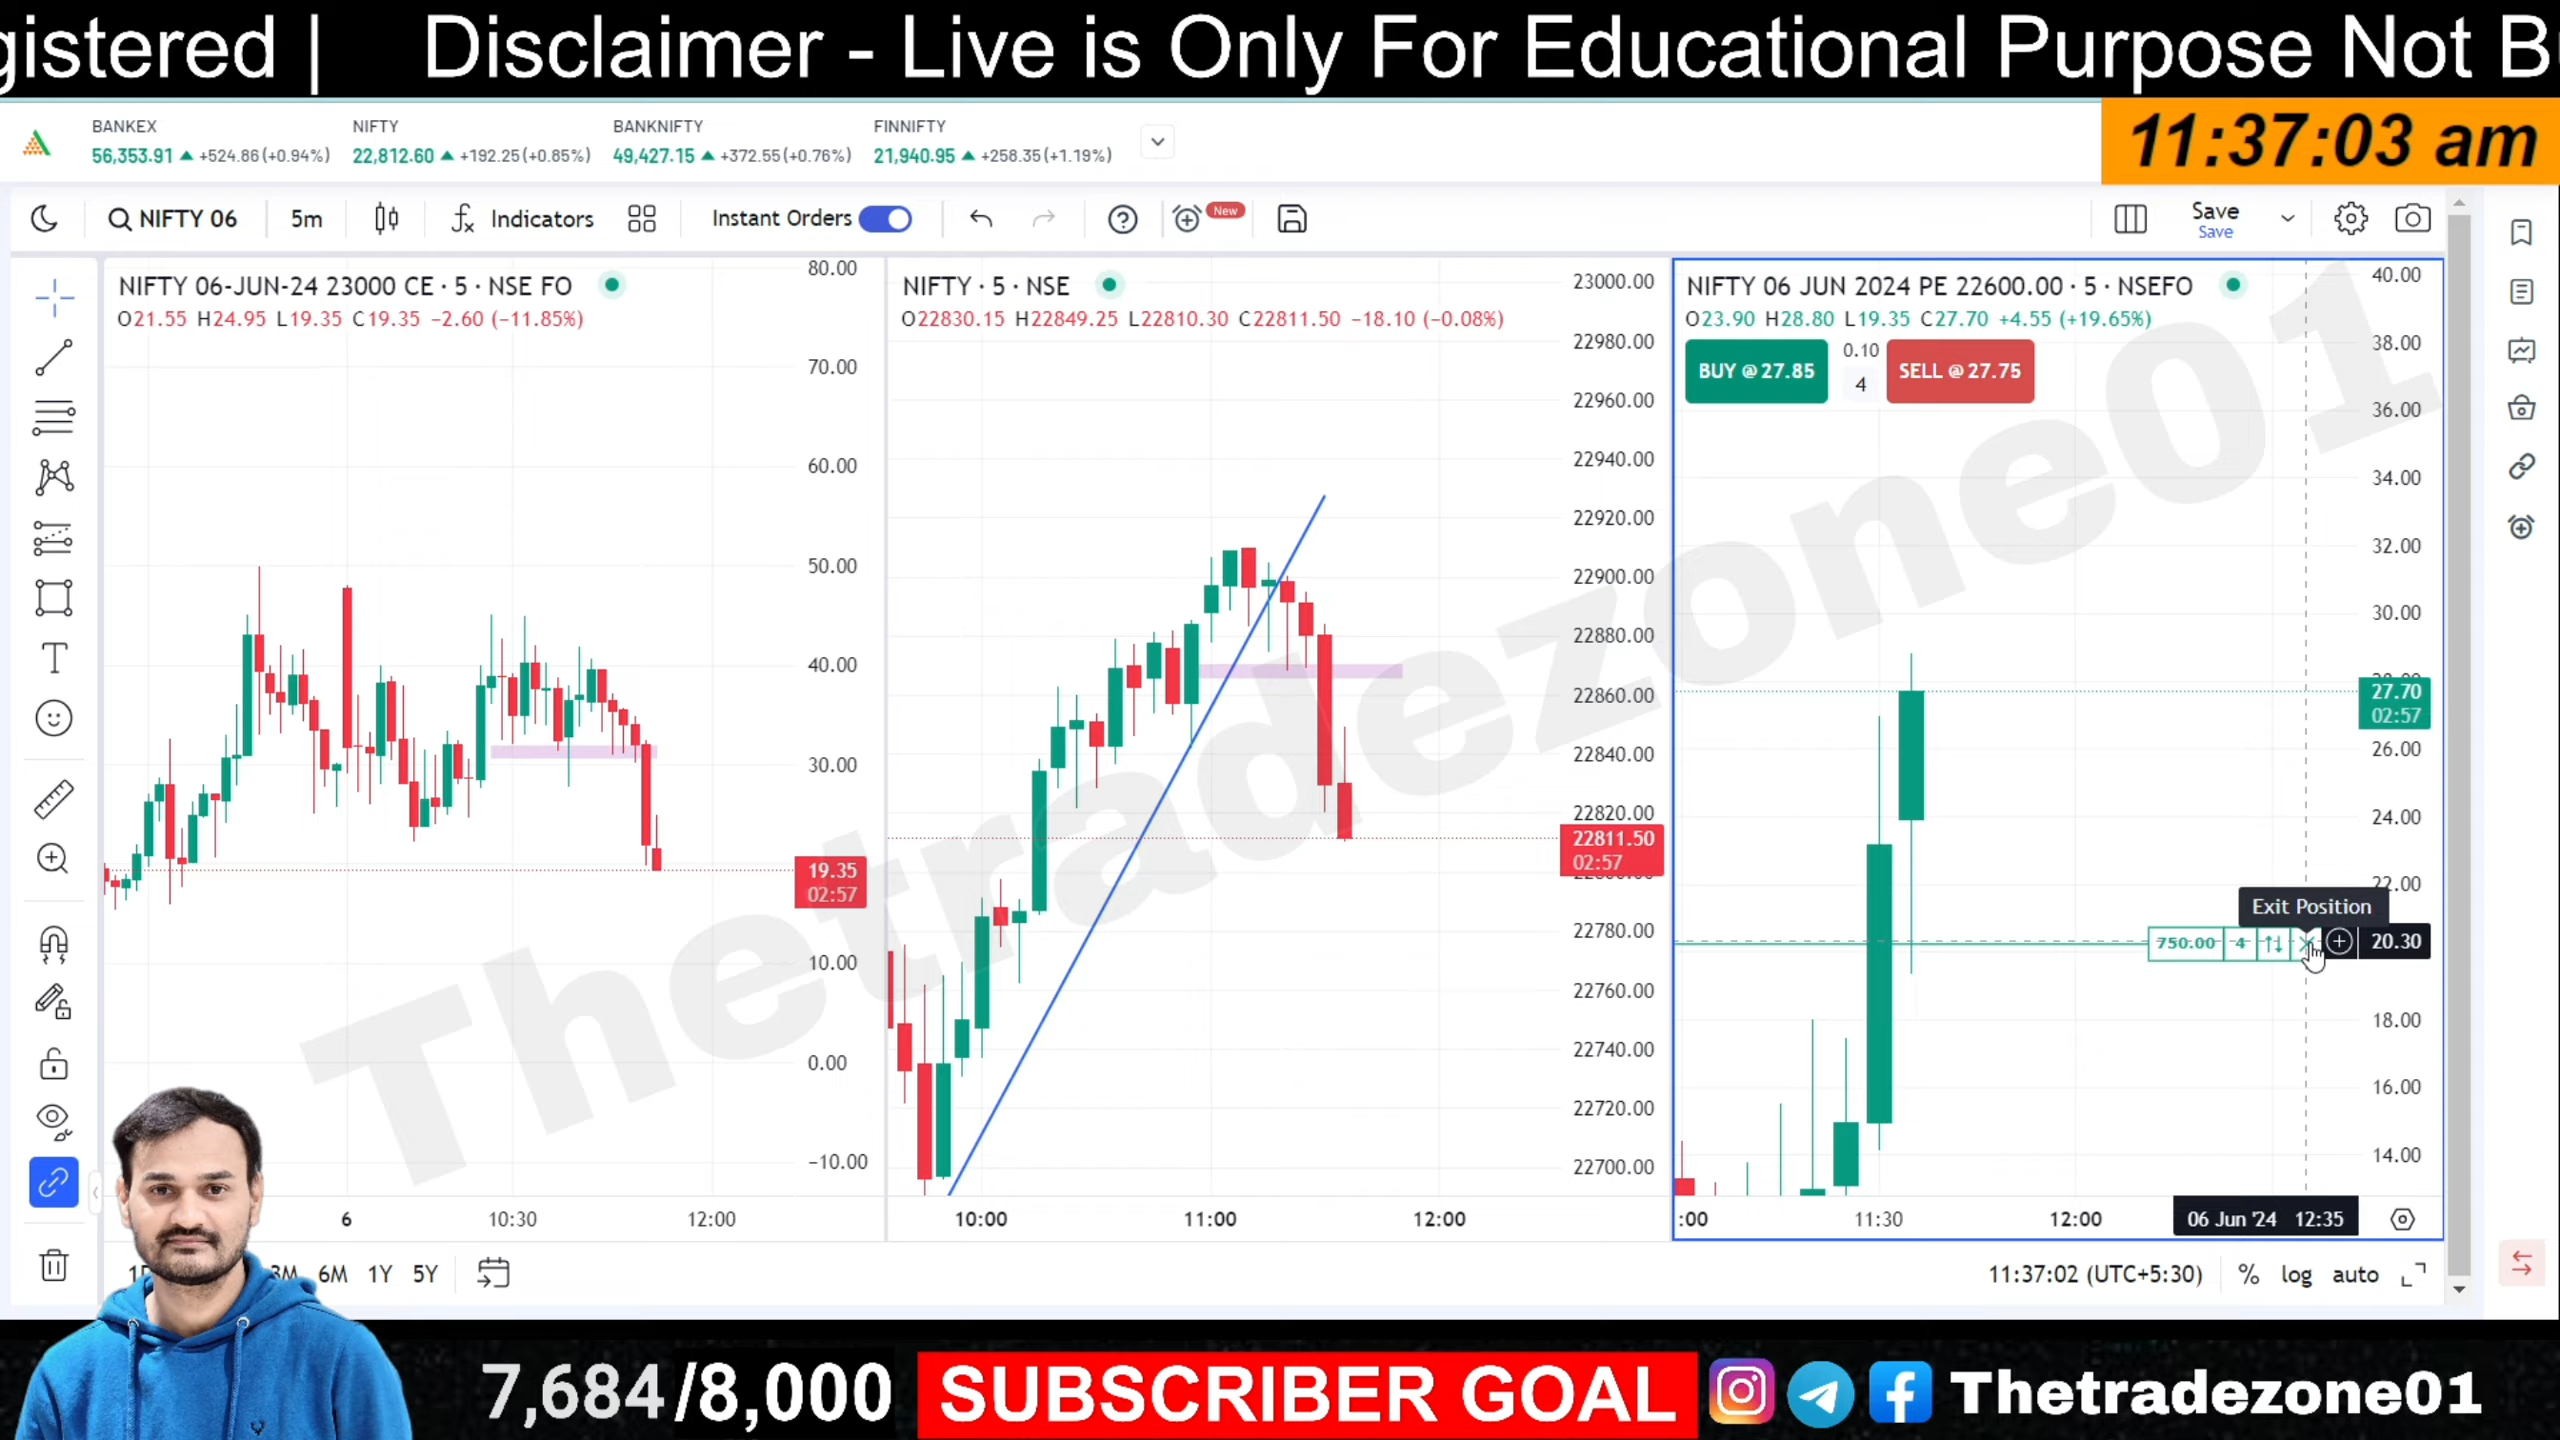 gistered |    Disclaimer - Live is Only For Educational Purpose Not B
BANKEX
56,353.91 ▲ +524.86 (+0.94%)
NIFTY
22,812.60 ▲ +192.25 (+0.85%)
BANKNIFTY
49,427.15 ▲ +372.55 (+0.76%)
FINNIFTY
21,940.95 ▲ +258.35 (+1.19%)
11:37:03 am
NIFTY 06
5m
Indicators
Instant Orders
New
Save
Save
NIFTY 06-JUN-24 23000 CE · 5 · NSE FO
O21.55 H24.95 L19.35 C19.35 −2.60 (−11.85%)
80.00
70.00
60.00
50.00
40.00
30.00
19.35
02:57
10.00
0.00
−10.00
6
10:30
12:00
NIFTY · 5 · NSE
O22830.15 H22849.25 L22810.30 C22811.50 −18.10 (−0.08%)
23000.00
22980.00
22960.00
22940.00
22920.00
22900.00
22880.00
22860.00
22840.00
22820.00
22811.50
02:57
22780.00
22760.00
22740.00
22720.00
22700.00
10:00
11:00
12:00
NIFTY 06 JUN 2024 PE 22600.00 · 5 · NSEFO
O23.90 H28.80 L19.35 C27.70 +4.55 (+19.65%)
BUY @ 27.85
0.10
4
SELL @ 27.75
40.00
38.00
36.00
34.00
32.00
30.00
27.70
02:57
26.00
24.00
22.00
Exit Position
750.00
4
20.30
18.00
16.00
14.00
:00
11:30
12:00
06 Jun '24 12:35
Thetradezone01
3M
6M
1Y
5Y
11:37:02 (UTC+5:30)
%
log
auto
7,684/8,000
SUBSCRIBER GOAL
Thetradezone01